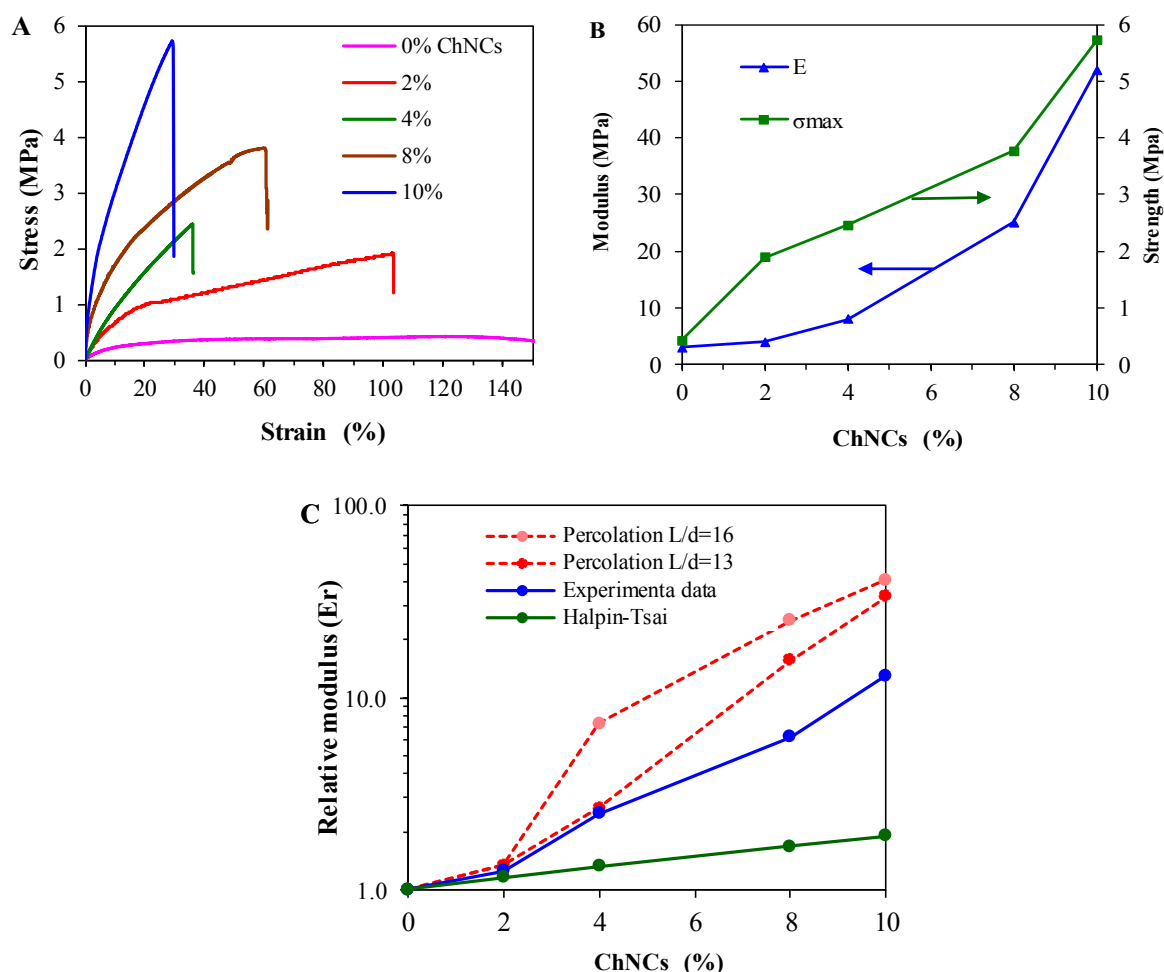 A
Stress (MPa)
6
5
4
3
2
1
0
0 20 40 60 80 100 120 140
Strain (%)
0% ChNCs
2%
4%
8%
10%
B
Modulus (MPa)
60
50
40
30
20
10
0
E
σmax
6
5
4
3
2
1
0
Strength (Mpa)
0 2 4 6 8 10
ChNCs (%)
C
Relative modulus (Er)
100.0
10.0
1.0
Percolation L/d=16
Percolation L/d=13
Experimenta data
Halpin-Tsai
0 2 4 6 8 10
ChNCs (%)